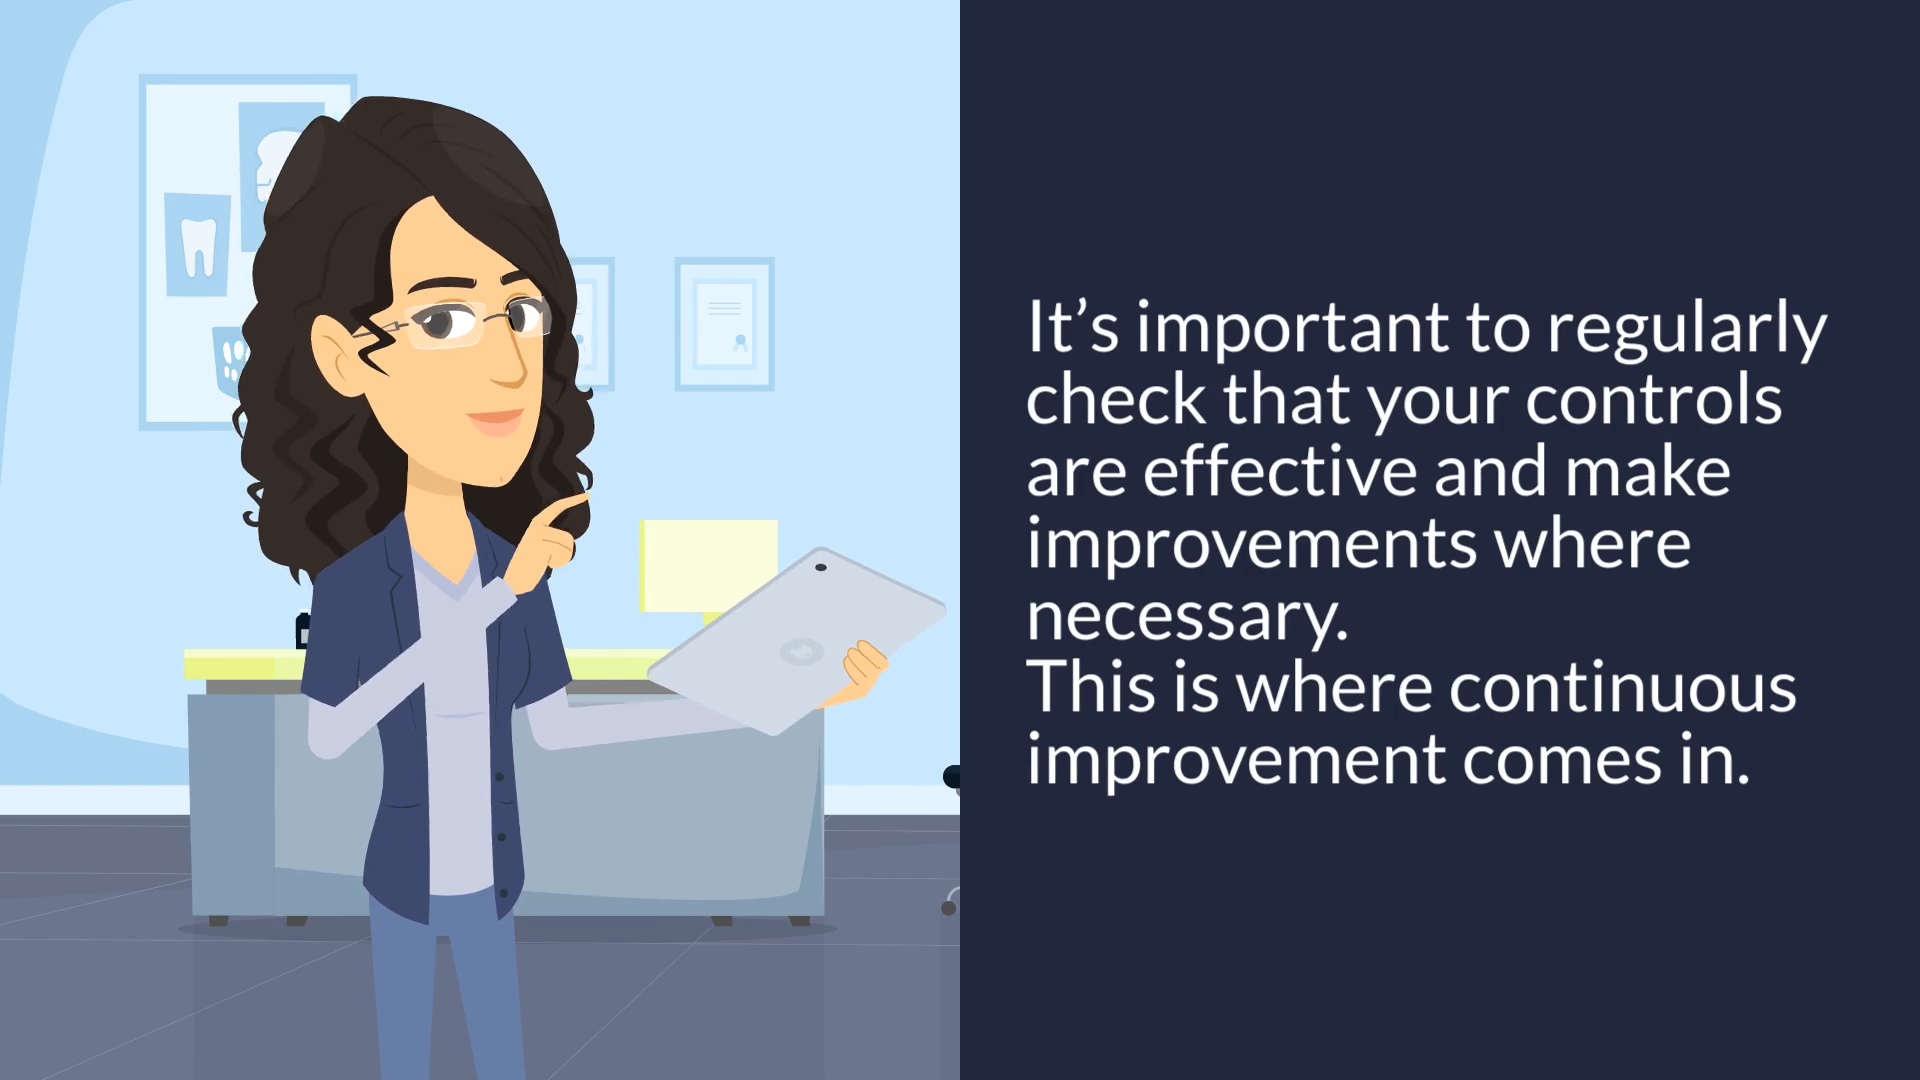 It’s important to regularly
check that your controls
are effective and make
improvements where
necessary.
This is where continuous
improvement comes in.